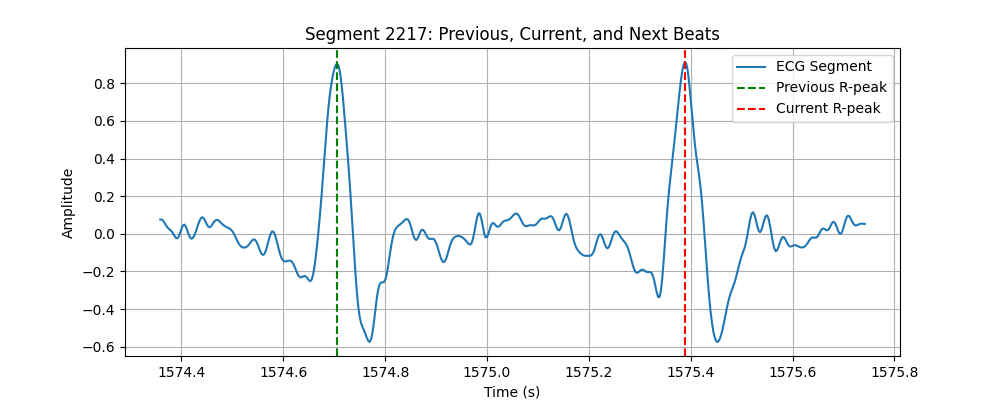 Segment 2217: Previous, Current, and Next Beats
ECG Segment
Previous R-peak
Current R-peak
Amplitude
0.8
0.6
0.4
0.2
0.0
−0.2
−0.4
−0.6
1574.4 1574.6 1574.8 1575.0 1575.2 1575.4 1575.6 1575.8
Time (s)